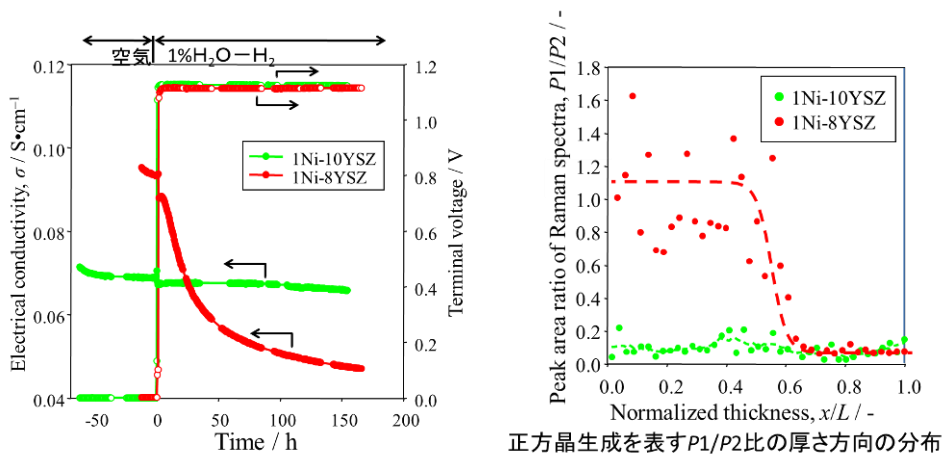 空気 1%H₂O－H₂
0.12
0.10
0.08
0.06
0.04
Electrical conductivity, σ / S•cm⁻¹
1Ni-10YSZ
1Ni-8YSZ
1.2
1.0
0.8
0.6
0.4
0.2
0.0
Terminal voltage / V
-50 0 50 100 150 200
Time / h
Peak area ratio of Raman spectra, P1/P2 / -
1.8
1.6
1.4
1.2
1.0
0.8
0.6
0.4
0.2
0.0
1Ni-10YSZ
1Ni-8YSZ
0.0 0.2 0.4 0.6 0.8 1.0
Normalized thickness, x/L / -
正方晶生成を表すP1/P2比の厚さ方向の分布